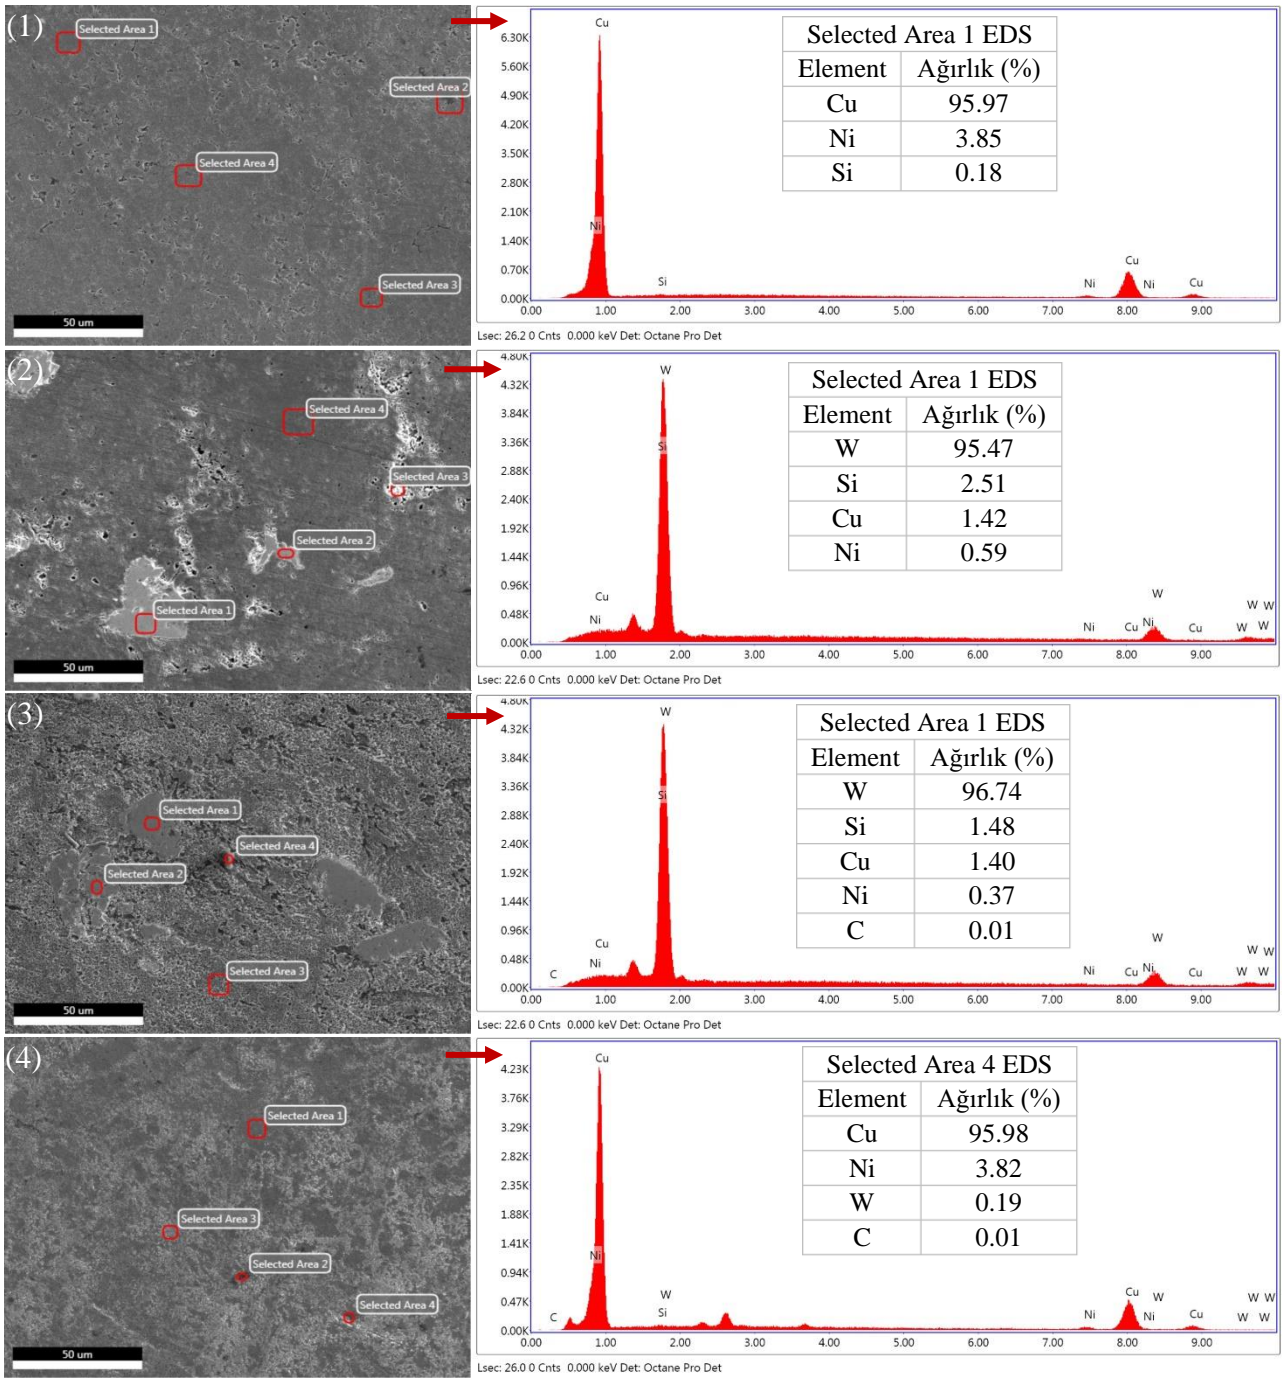 (1)
Selected Area 1
Selected Area 2
Selected Area 4
Selected Area 3
50 um
Cu
6.30K
5.60K
4.90K
4.20K
3.50K
2.80K
2.10K
1.40K
0.70K
0.00K
Ni
Si
Cu
Ni
Ni
Cu
1.00 2.00 3.00 4.00 5.00 6.00 7.00 8.00 9.00
Lsec: 26.2 0 Cnts 0.000 keV Det: Octane Pro Det
Selected Area 1 EDS
Element Ağırlık (%)
Cu 95.97
Ni 3.85
Si 0.18
(2)
Selected Area 4
Selected Area 3
Selected Area 2
Selected Area 1
50 um
4.80K
4.32K
3.84K
3.36K
2.88K
2.40K
1.92K
1.44K
0.96K
0.48K
0.00K
W
Si
Cu
Ni
W
Ni Cu Ni Cu
W W
W W
0.00 1.00 2.00 3.00 4.00 5.00 6.00 7.00 8.00 9.00
Lsec: 22.6 0 Cnts 0.000 keV Det: Octane Pro Det
Selected Area 1 EDS
Element Ağırlık (%)
W 95.47
Si 2.51
Cu 1.42
Ni 0.59
(3)
Selected Area 1
Selected Area 4
Selected Area 2
Selected Area 3
50 um
4.80K
4.32K
3.84K
3.36K
2.88K
2.40K
1.92K
1.44K
0.96K
0.48K
0.00K
W
Si
Cu
Ni
C
W
Ni Cu Ni Cu
W W
W W
0.00 1.00 2.00 3.00 4.00 5.00 6.00 7.00 8.00 9.00
Lsec: 22.6 0 Cnts 0.000 keV Det: Octane Pro Det
Selected Area 1 EDS
Element Ağırlık (%)
W 96.74
Si 1.48
Cu 1.40
Ni 0.37
C 0.01
(4)
Selected Area 1
Selected Area 3
Selected Area 2
Selected Area 4
50 um
Cu
4.23K
3.76K
3.29K
2.82K
2.35K
1.88K
1.41K
0.94K
0.47K
0.00K
Ni
W
Si
C
Cu
W
Ni
Ni
Cu
W W
W W
0.00 1.00 2.00 3.00 4.00 5.00 6.00 7.00 8.00 9.00
Lsec: 26.0 0 Cnts 0.000 keV Det: Octane Pro Det
Selected Area 4 EDS
Element Ağırlık (%)
Cu 95.98
Ni 3.82
W 0.19
C 0.01